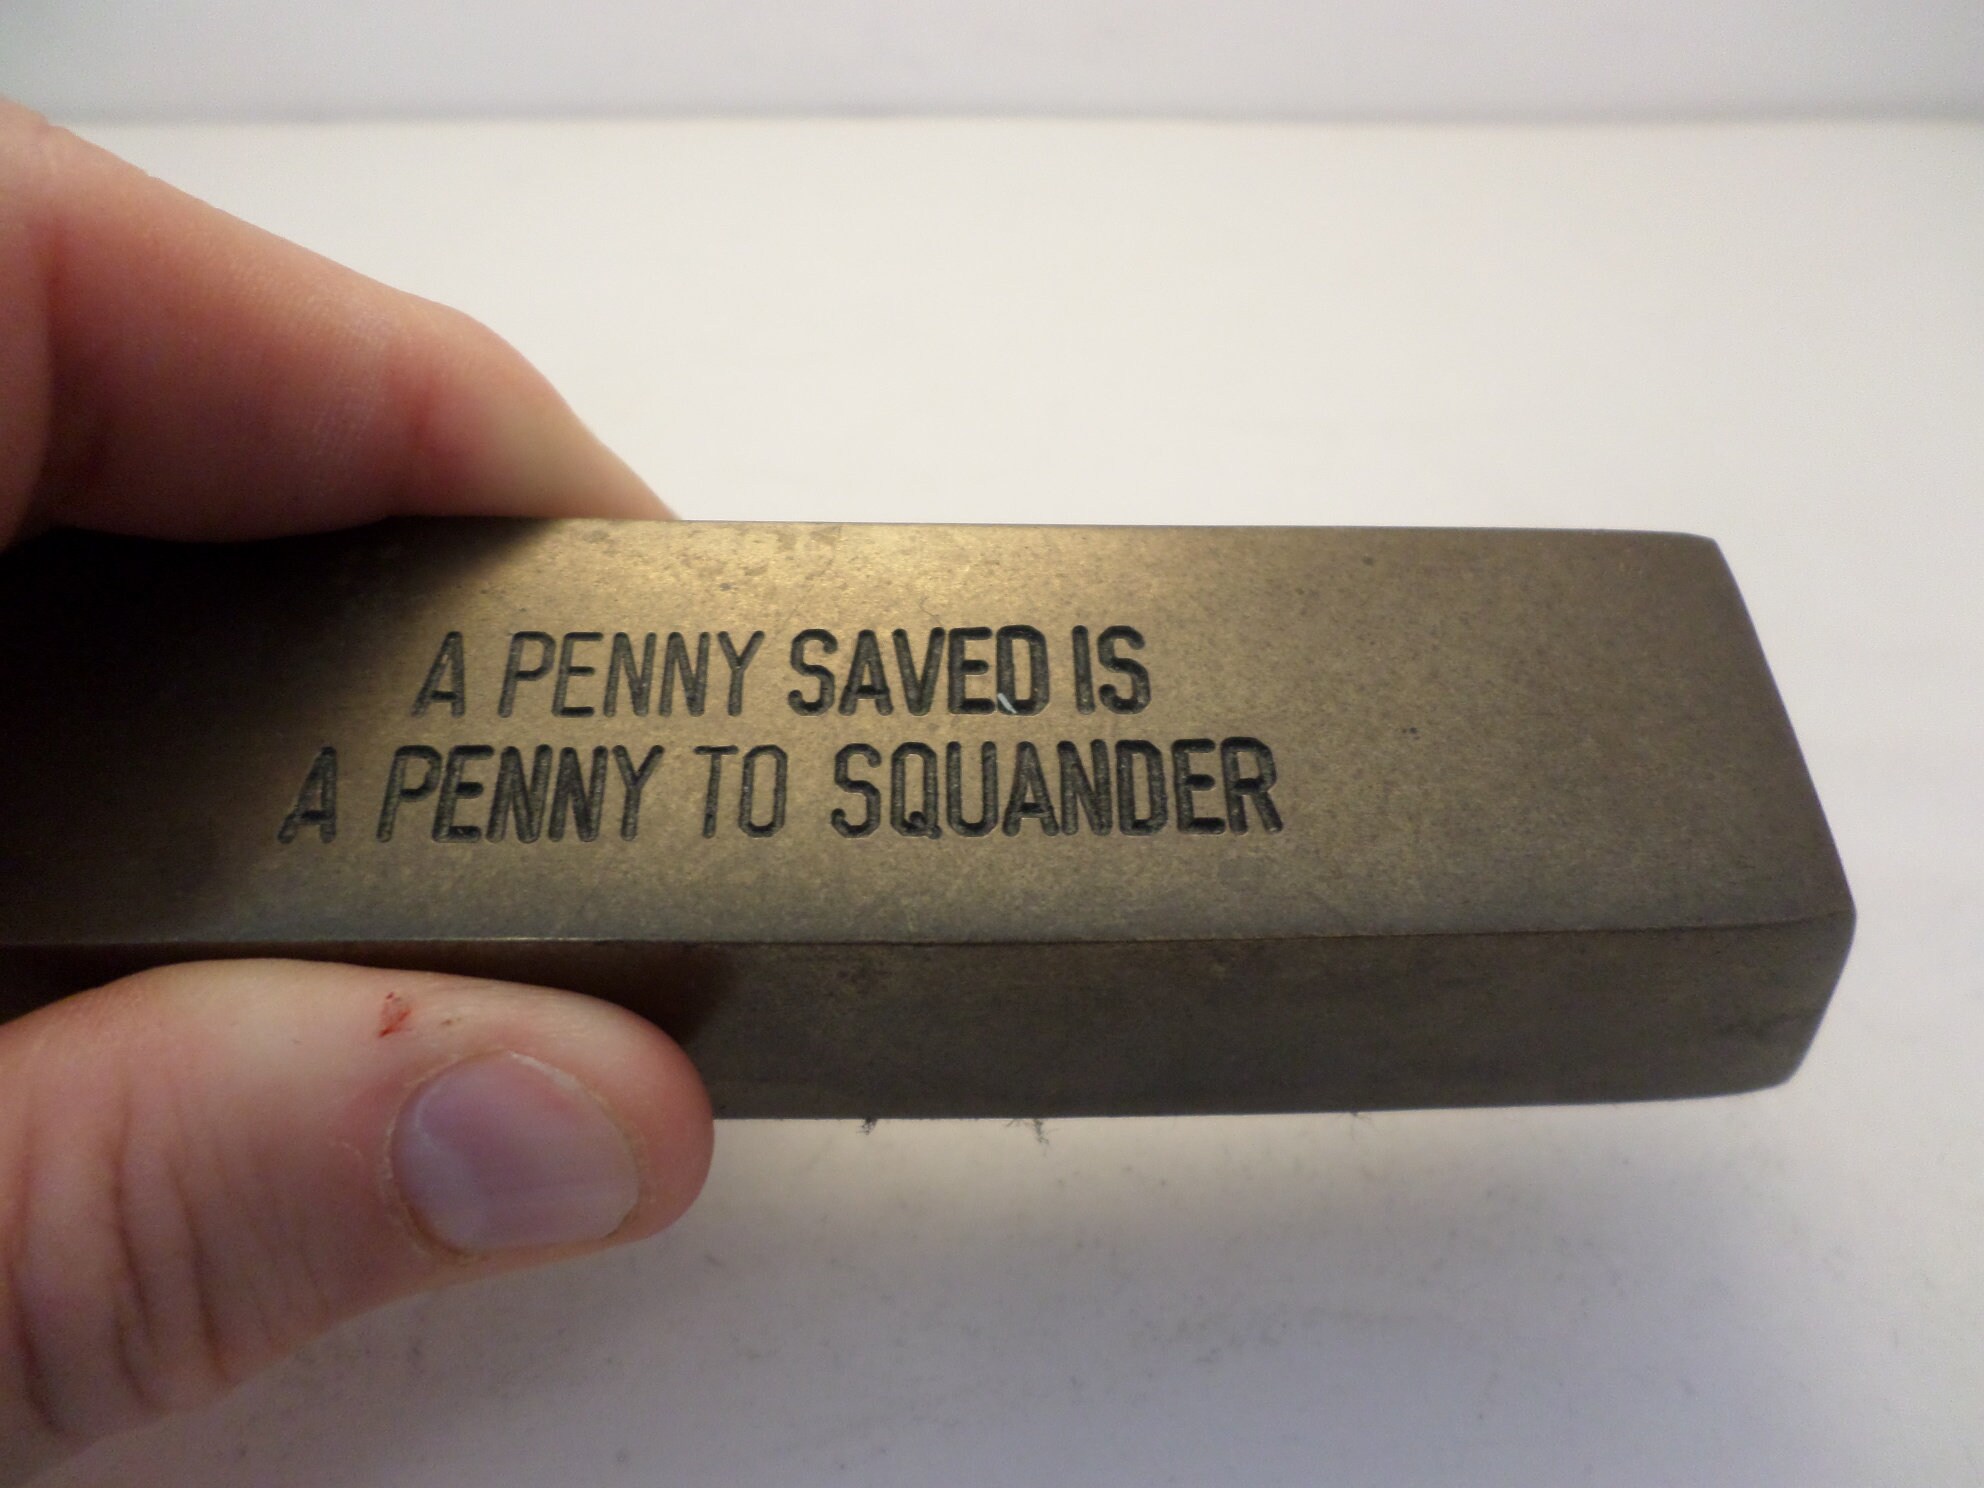 A PENNY SAVED IS
A PENNY TO SQUANDER